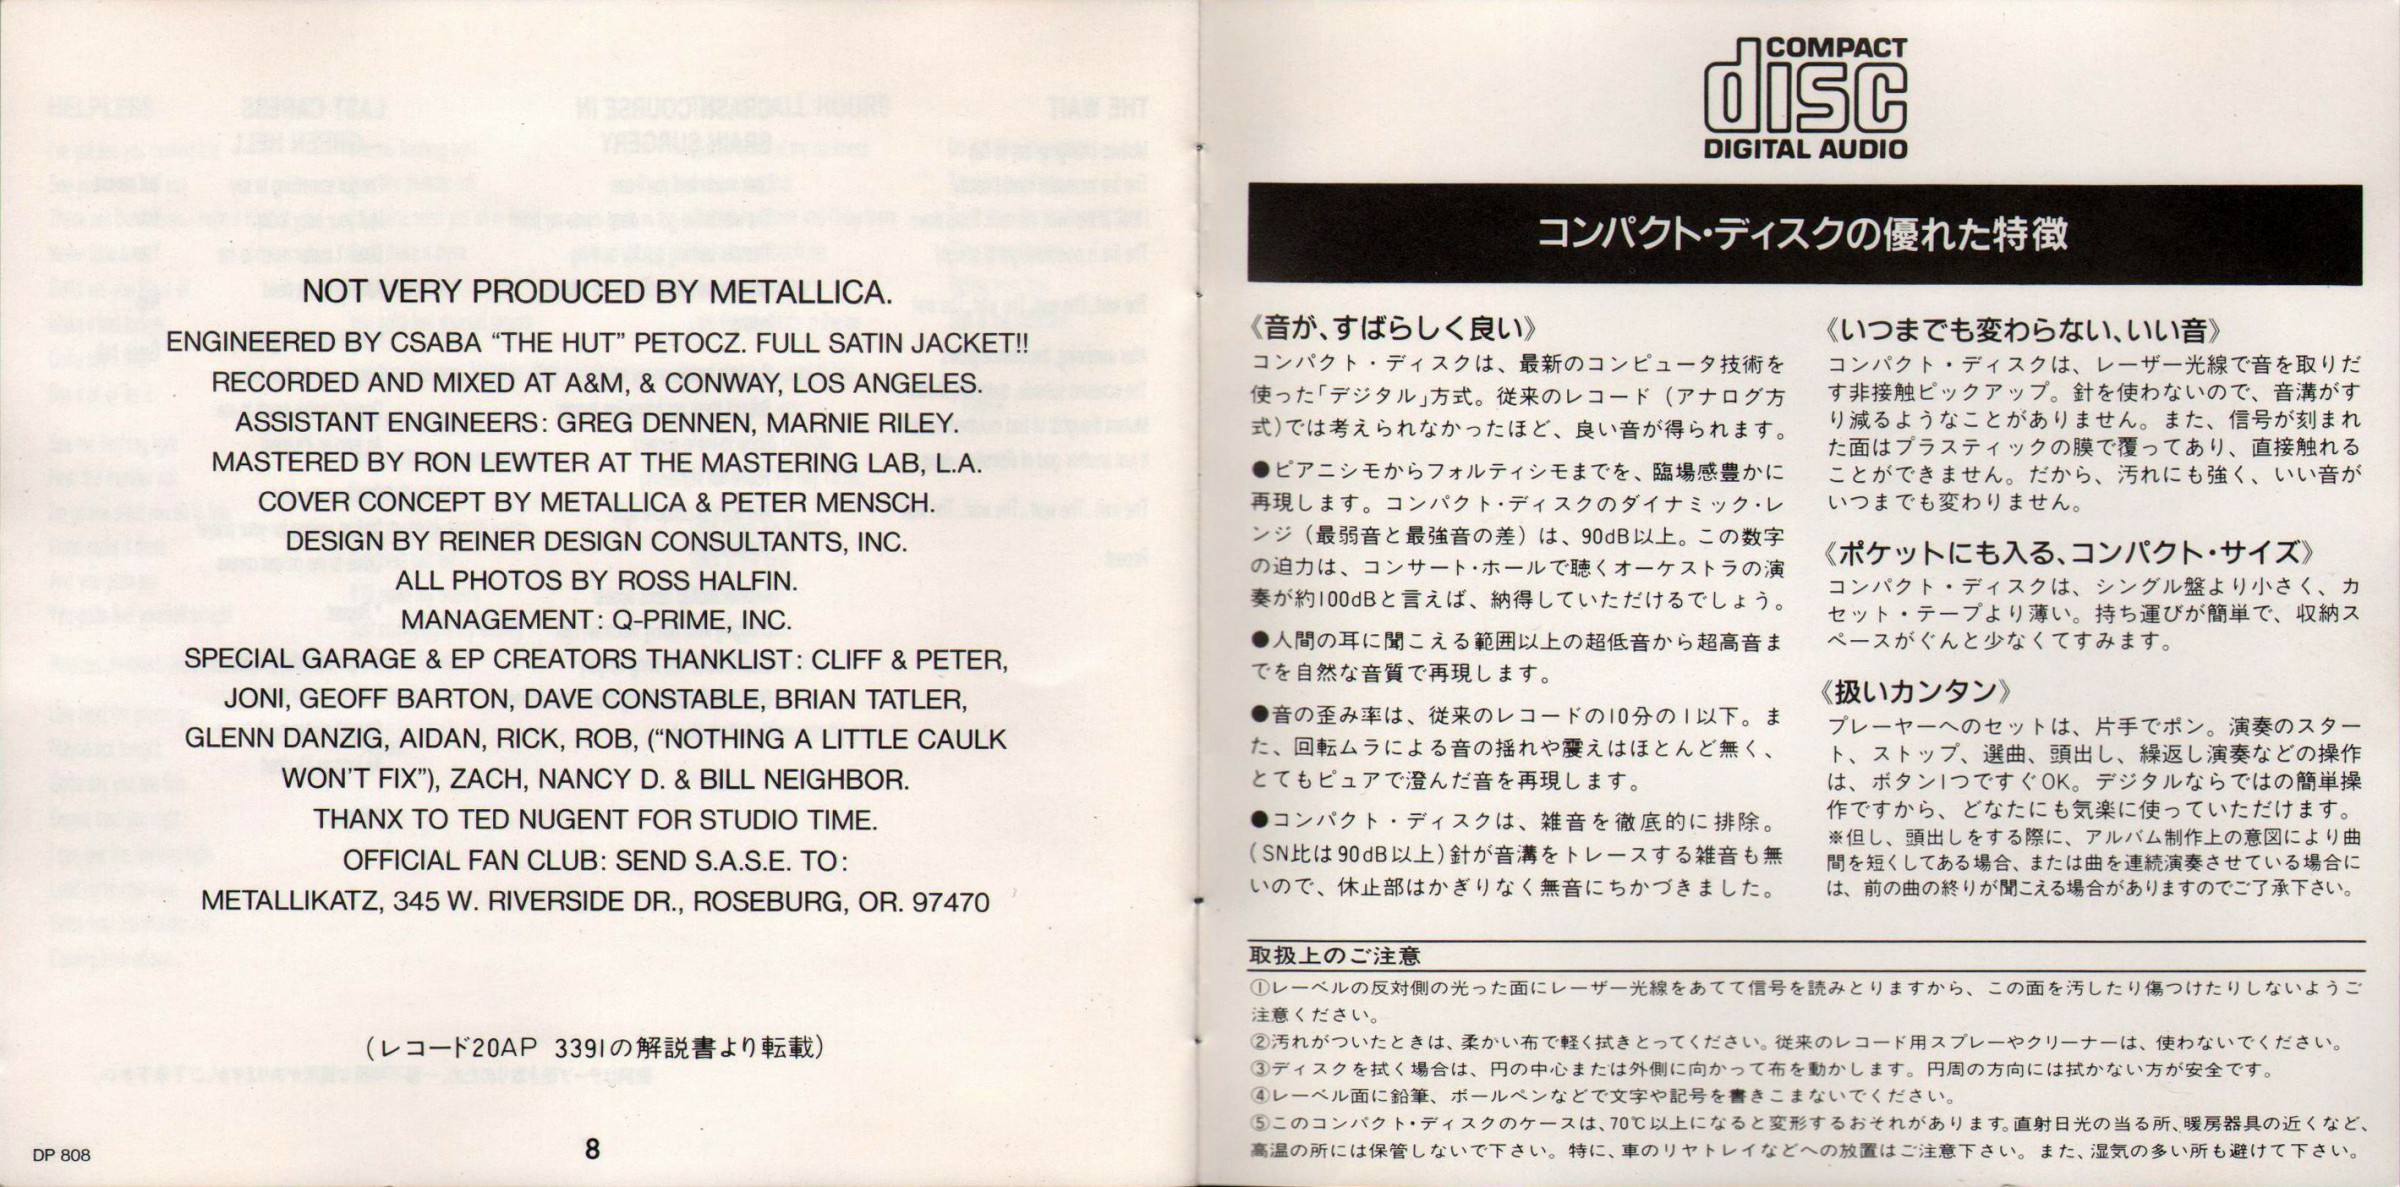 NOT VERY PRODUCED BY METALLICA.
ENGINEERED BY CSABA “THE HUT” PETOCZ. FULL SATIN JACKET!!
RECORDED AND MIXED AT A&M, & CONWAY, LOS ANGELES.
ASSISTANT ENGINEERS: GREG DENNEN, MARNIE RILEY.
MASTERED BY RON LEWTER AT THE MASTERING LAB, L.A.
COVER CONCEPT BY METALLICA & PETER MENSCH.
DESIGN BY REINER DESIGN CONSULTANTS, INC.
ALL PHOTOS BY ROSS HALFIN.
MANAGEMENT: Q-PRIME, INC.
SPECIAL GARAGE & EP CREATORS THANKLIST: CLIFF & PETER,
JONI, GEOFF BARTON, DAVE CONSTABLE, BRIAN TATLER,
GLENN DANZIG, AIDAN, RICK, ROB, (“NOTHING A LITTLE CAULK
WON’T FIX”), ZACH, NANCY D. & BILL NEIGHBOR.
THANX TO TED NUGENT FOR STUDIO TIME.
OFFICIAL FAN CLUB: SEND S.A.S.E. TO:
METALLIKATZ, 345 W. RIVERSIDE DR., ROSEBURG, OR. 97470
(レコード20AP 3391の解説書より転載)
DP 808
8
COMPACT
disc
DIGITAL AUDIO
コンパクト・ディスクの優れた特徴
《音が、すばらしく良い》
コンパクト・ディスクは、最新のコンピュータ技術を
使った「デジタル」方式。従来のレコード（アナログ方
式)では考えられなかったほど、良い音が得られます。
●ピアニシモからフォルティシモまでを、臨場感豊かに
再現します。コンパクト・ディスクのダイナミック・レ
ンジ（最弱音と最強音の差）は、90dB以上。この数字
の迫力は、コンサート・ホールで聴くオーケストラの演
奏が約100dBと言えば、納得していただけるでしょう。
●人間の耳に聞こえる範囲以上の超低音から超高音ま
でを自然な音質で再現します。
●音の歪み率は、従来のレコードの10分の1以下。ま
た、回転ムラによる音の揺れや震えはほとんど無く、
とてもピュアで澄んだ音を再現します。
●コンパクト・ディスクは、雑音を徹底的に排除。
(SN比は90dB以上)針が音溝をトレースする雑音も無
いので、休止部はかぎりなく無音にちかづきました。
《いつまでも変わらない、いい音》
コンパクト・ディスクは、レーザー光線で音を取りだ
す非接触ピックアップ。針を使わないので、音溝がす
り減るようなことがありません。また、信号が刻まれ
た面はプラスティックの膜で覆ってあり、直接触れる
ことができません。だから、汚れにも強く、いい音が
いつまでも変わりません。
《ポケットにも入る、コンパクト・サイズ》
コンパクト・ディスクは、シングル盤より小さく、カ
セット・テープより薄い。持ち運びが簡単で、収納ス
ペースがぐんと少なくてすみます。
《扱いカンタン》
プレーヤーへのセットは、片手でポン。演奏のスター
ト、ストップ、選曲、頭出し、繰返し演奏などの操作
は、ボタン1つですぐOK。デジタルならではの簡単操
作ですから、どなたにも気楽に使っていただけます。
※但し、頭出しをする際に、アルバム制作上の意図により曲
間を短くしてある場合、または曲を連続演奏させている場合に
は、前の曲の終りが聞こえる場合がありますのでご了承下さい。
取扱上のご注意
①レーベルの反対側の光った面にレーザー光線をあてて信号を読みとりますから、この面を汚したり傷つけたりしないようご
注意ください。
②汚れがついたときは、柔かい布で軽く拭きとってください。従来のレコード用スプレーやクリーナーは、使わないでください。
③ディスクを拭く場合は、円の中心または外側に向かって布を動かします。円周の方向には拭かない方が安全です。
④レーベル面に鉛筆、ボールペンなどで文字や記号を書きこまないでください。
⑤このコンパクト・ディスクのケースは、70℃以上になると変形するおそれがあります。直射日光の当る所、暖房器具の近くなど、
高温の所には保管しないで下さい。特に、車のリヤトレイなどへの放置はご注意下さい。また、湿気の多い所も避けて下さい。